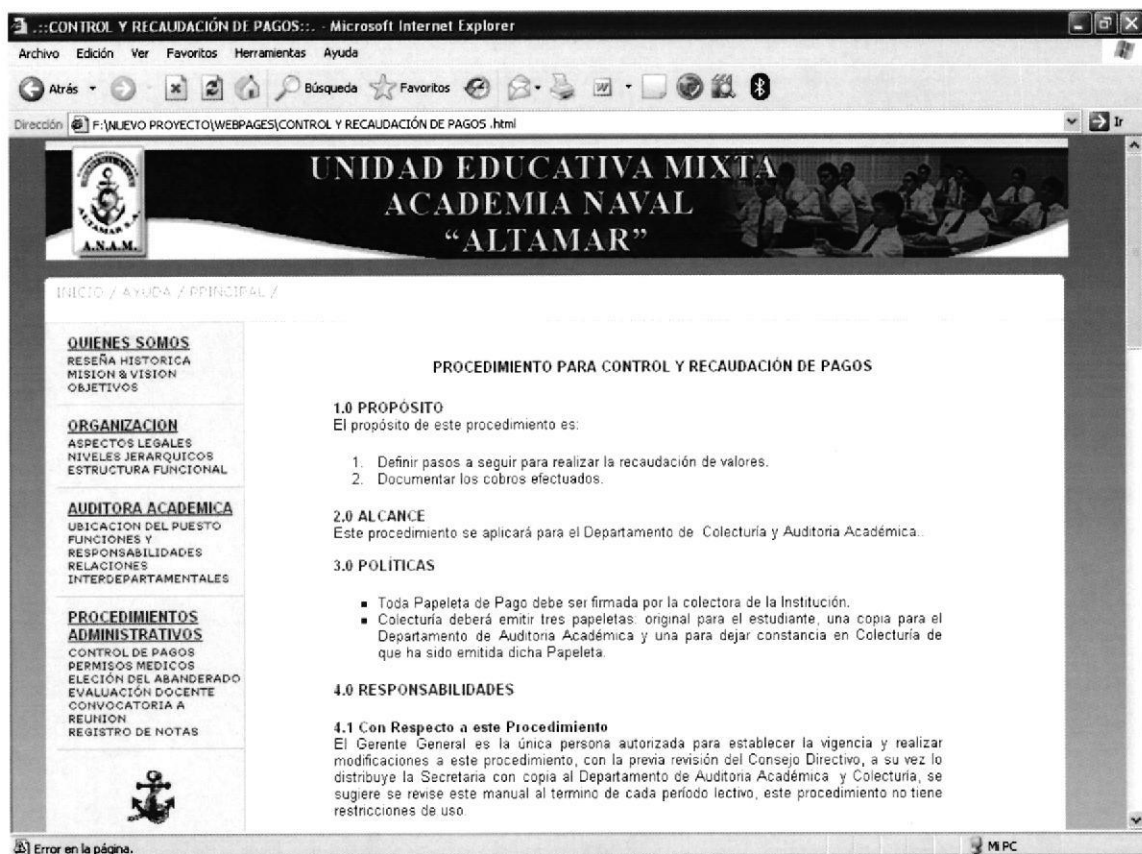 .::CONTROL Y RECAUDACIÓN DE PAGOS::. - Microsoft Internet Explorer
Archivo Edición Ver Favoritos Herramientas Ayuda
Atrás Búsqueda Favoritos
Dirección F:\NUEVO PROYECTO\WEBPAGES\CONTROL Y RECAUDACIÓN DE PAGOS .html Ir
UNIDAD EDUCATIVA MIXTA
ACADEMIA NAVAL
“ALTAMAR”
ALTAMAR S.A.
A.N.A.M.
INICIO / AYUDA / PRINCIPAL /
QUIENES SOMOS
RESEÑA HISTORICA
MISION & VISION
OBJETIVOS
ORGANIZACION
ASPECTOS LEGALES
NIVELES JERARQUICOS
ESTRUCTURA FUNCIONAL
AUDITORA ACADEMICA
UBICACION DEL PUESTO
FUNCIONES Y
RESPONSABILIDADES
RELACIONES
INTERDEPARTAMENTALES
PROCEDIMIENTOS
ADMINISTRATIVOS
CONTROL DE PAGOS
PERMISOS MEDICOS
ELECIÓN DEL ABANDERADO
EVALUACIÓN DOCENTE
CONVOCATORIA A
REUNION
REGISTRO DE NOTAS
PROCEDIMIENTO PARA CONTROL Y RECAUDACIÓN DE PAGOS
1.0 PROPÓSITO
El propósito de este procedimiento es:
1. Definir pasos a seguir para realizar la recaudación de valores.
2. Documentar los cobros efectuados.
2.0 ALCANCE
Este procedimiento se aplicará para el Departamento de Colecturía y Auditoria Académica..
3.0 POLÍTICAS
▪ Toda Papeleta de Pago debe ser firmada por la colectora de la Institución.
▪ Colecturía deberá emitir tres papeletas: original para el estudiante, una copia para el
Departamento de Auditoria Académica y una para dejar constancia en Colecturía de
que ha sido emitida dicha Papeleta.
4.0 RESPONSABILIDADES
4.1 Con Respecto a este Procedimiento
El Gerente General es la única persona autorizada para establecer la vigencia y realizar
modificaciones a este procedimiento, con la previa revisión del Consejo Directivo, a su vez lo
distribuye la Secretaria con copia al Departamento de Auditoria Académica y Colecturía, se
sugiere se revise este manual al termino de cada período lectivo, este procedimiento no tiene
restricciones de uso.
Error en la página. Mi PC